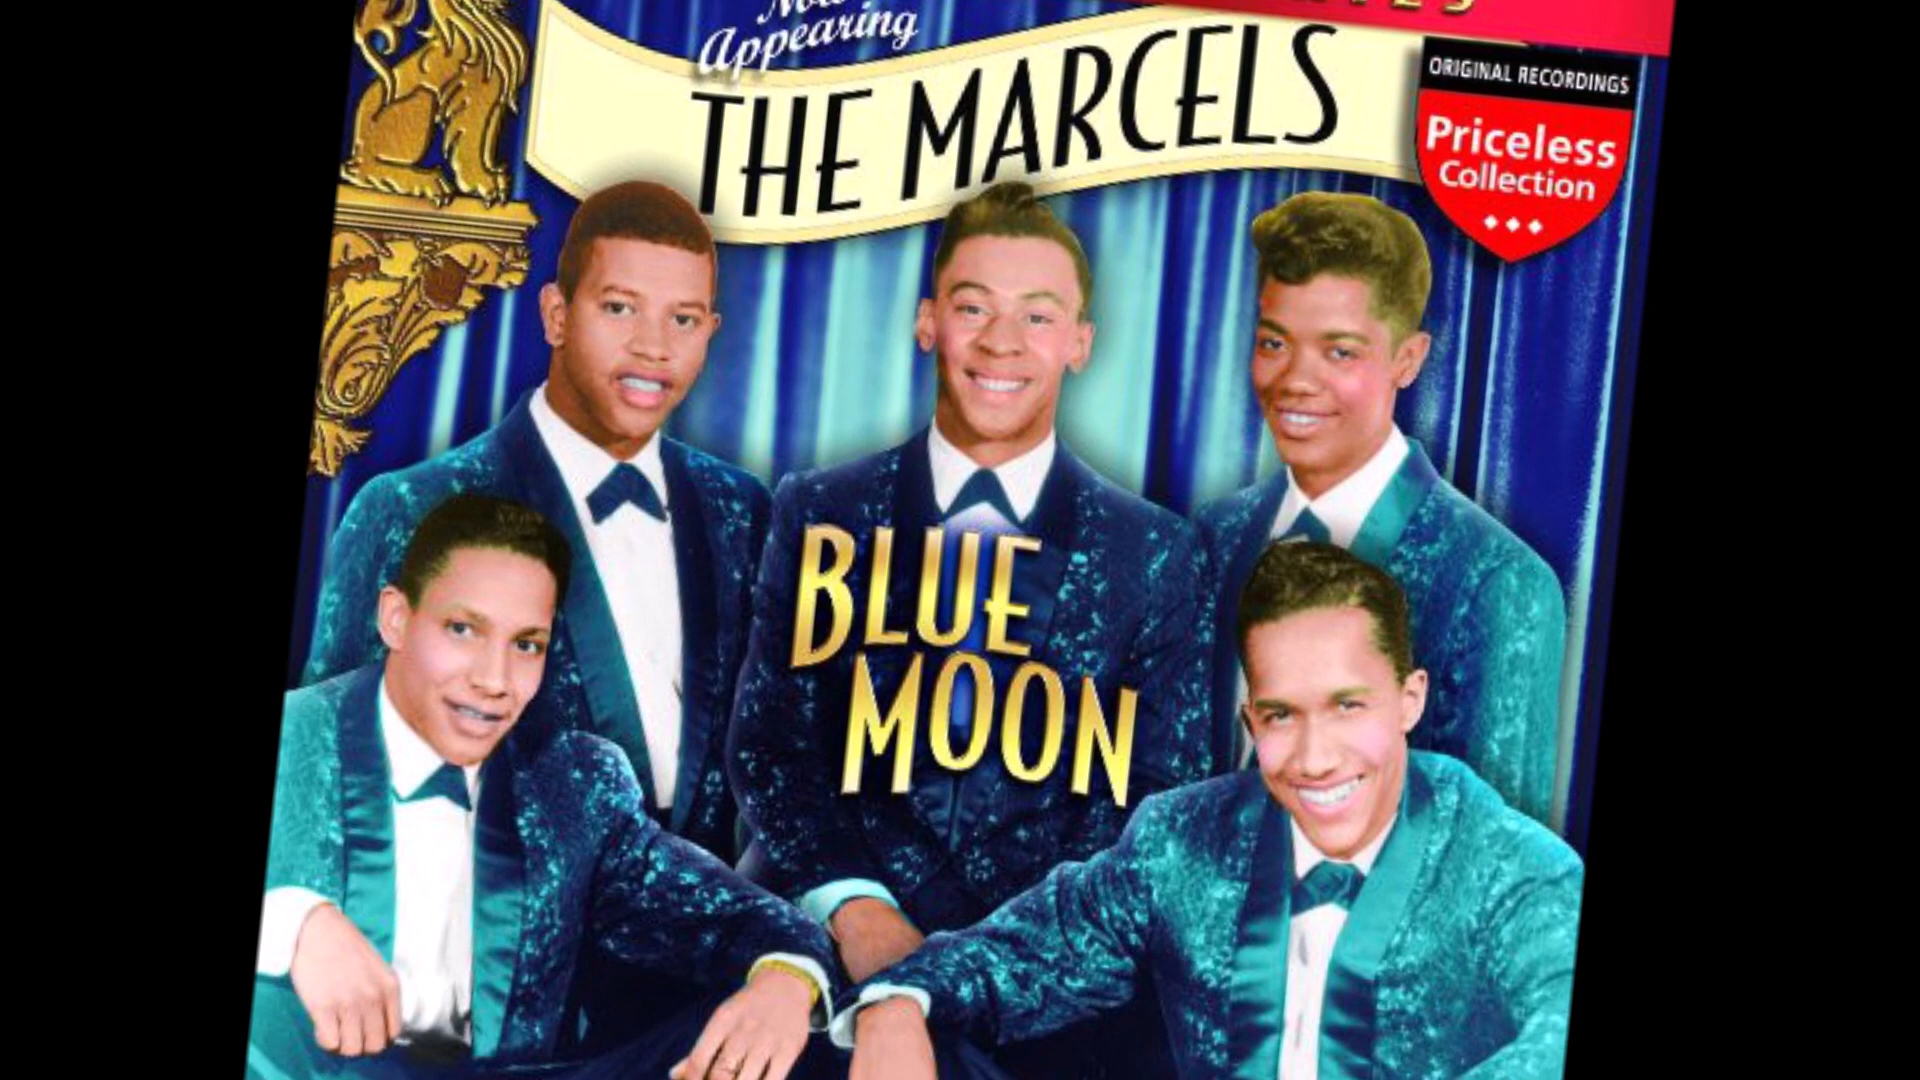 Appearing
THE MARCELS
ORIGINAL RECORDINGS
Priceless
Collection
BLUE
MOON